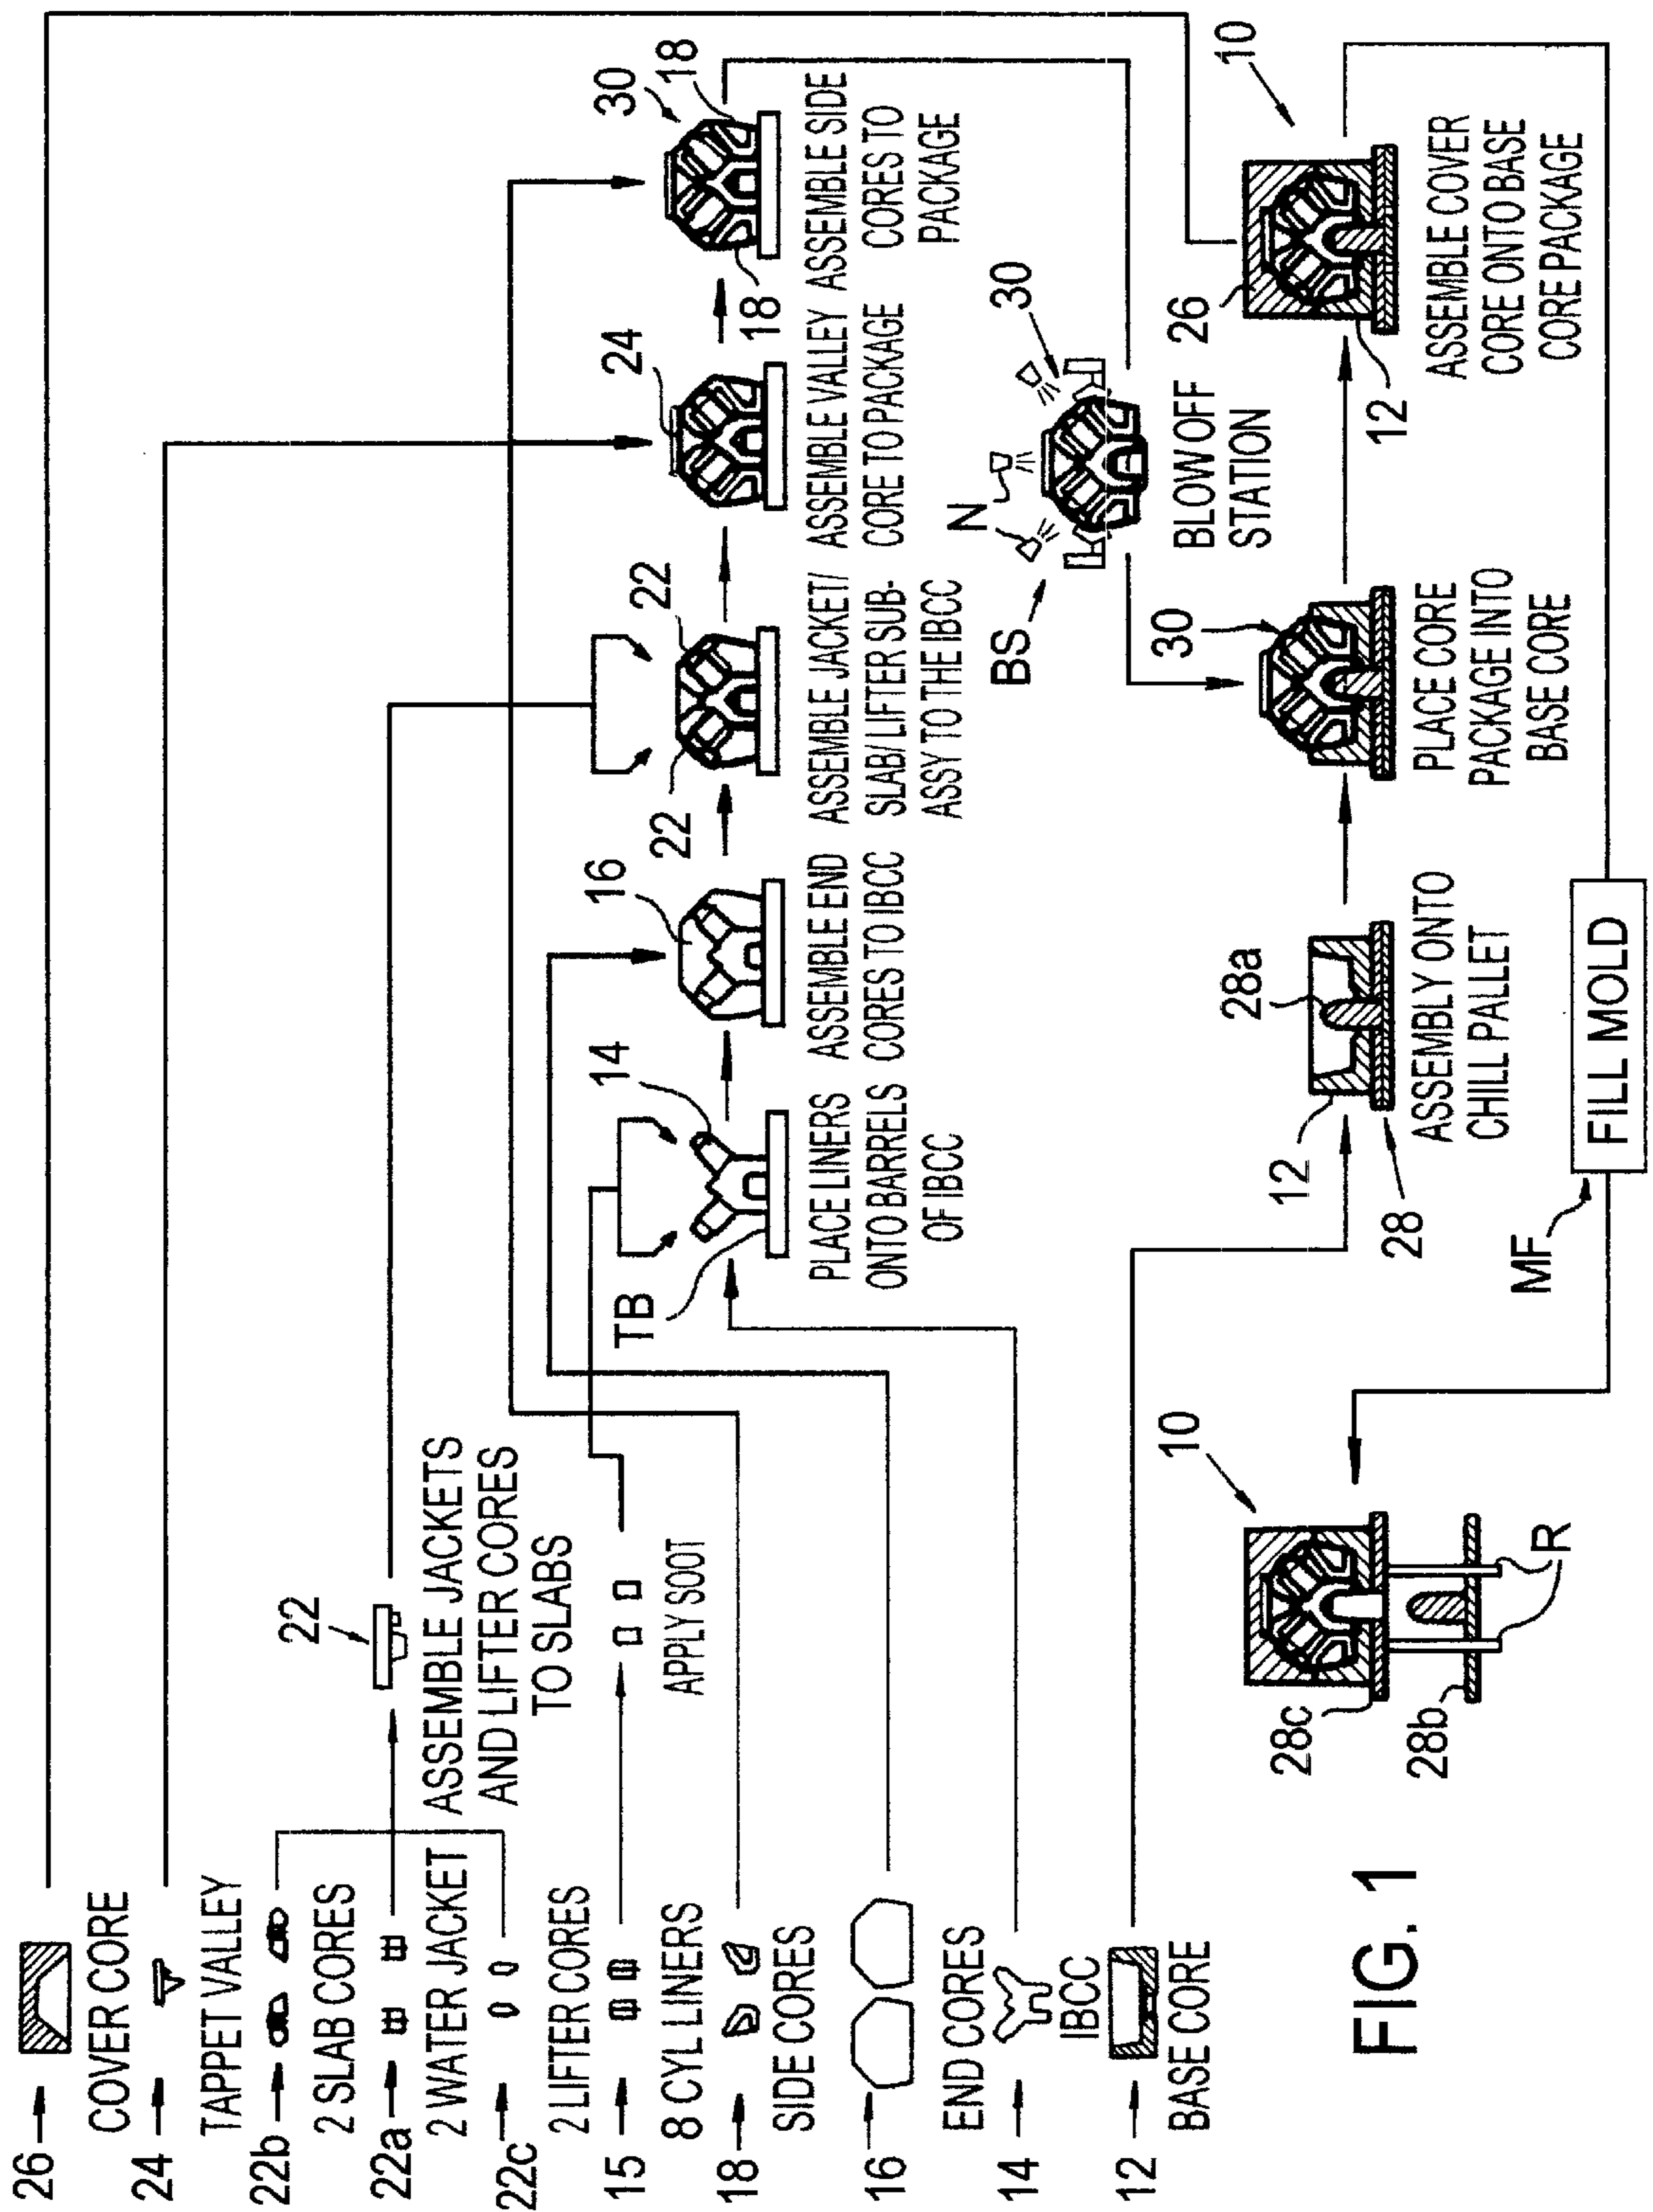 26
COVER CORE
24
TAPPET VALLEY
22b
2 SLAB CORES
22a
2 WATER JACKET
22c
2 LIFTER CORES
15
8 CYL LINERS
18
SIDE CORES
16
END CORES
14
IBCC
12
BASE CORE
22
ASSEMBLE JACKETS
AND LIFTER CORES
TO SLABS
APPLY SOOT
TB
14
PLACE LINERS
ONTO BARRELS
OF IBCC
16
ASSEMBLE END
CORES TO IBCC
22
22
ASSEMBLE JACKET/
SLAB/LIFTER SUB-
ASSY TO THE IBCC
24
ASSEMBLE VALLEY
CORE TO PACKAGE
30
18
18
ASSEMBLE SIDE
CORES TO
PACKAGE
BS
N
30
BLOW OFF
STATION
12
28
28a
ASSEMBLY ONTO
CHILL PALLET
30
PLACE CORE
PACKAGE INTO
BASE CORE
26
10
12
ASSEMBLE COVER
CORE ONTO BASE
CORE PACKAGE
MF
FILL MOLD
10
28c
28b
R
FIG. 1